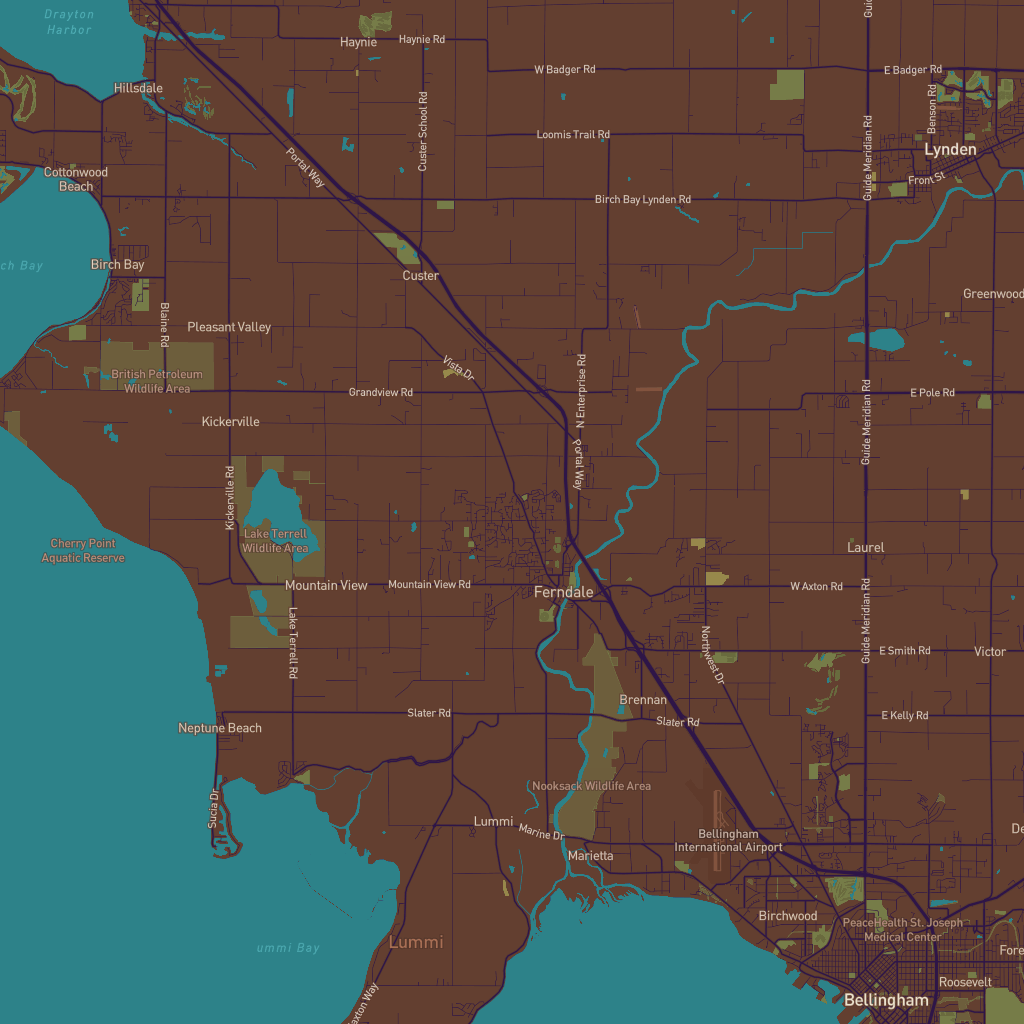 Drayton
Harbor
Haynie
Haynie Rd
W Badger Rd
E Badger Rd
Hillsdale
Custer School Rd
Benson Rd
Loomis Trail Rd
Guide Meridian Rd
Lynden
Portal Way
Front St
Cottonwood
Beach
Birch Bay Lynden Rd
ch Bay
Birch Bay
Custer
Greenwood
Blaine Rd
Pleasant Valley
Vista Dr
British Petroleum
Wildlife Area
Grandview Rd
N Enterprise Rd
E Pole Rd
Guide Meridian Rd
Kickerville
Portal Way
Kickerville Rd
Lake Terrell
Wildlife Area
Cherry Point
Aquatic Reserve
Laurel
Mountain View
Mountain View Rd
Ferndale
W Axton Rd
Guide Meridian Rd
Lake Terrell Rd
Northwest Dr
E Smith Rd
Victor
Brennan
Slater Rd
Slater Rd
E Kelly Rd
Neptune Beach
Nooksack Wildlife Area
Sucia Dr
Lummi
Marine Dr
Bellingham
International Airport
Marietta
Birchwood
PeaceHealth St. Joseph
Medical Center
ummi Bay
Lummi
Roosevelt
Bellingham